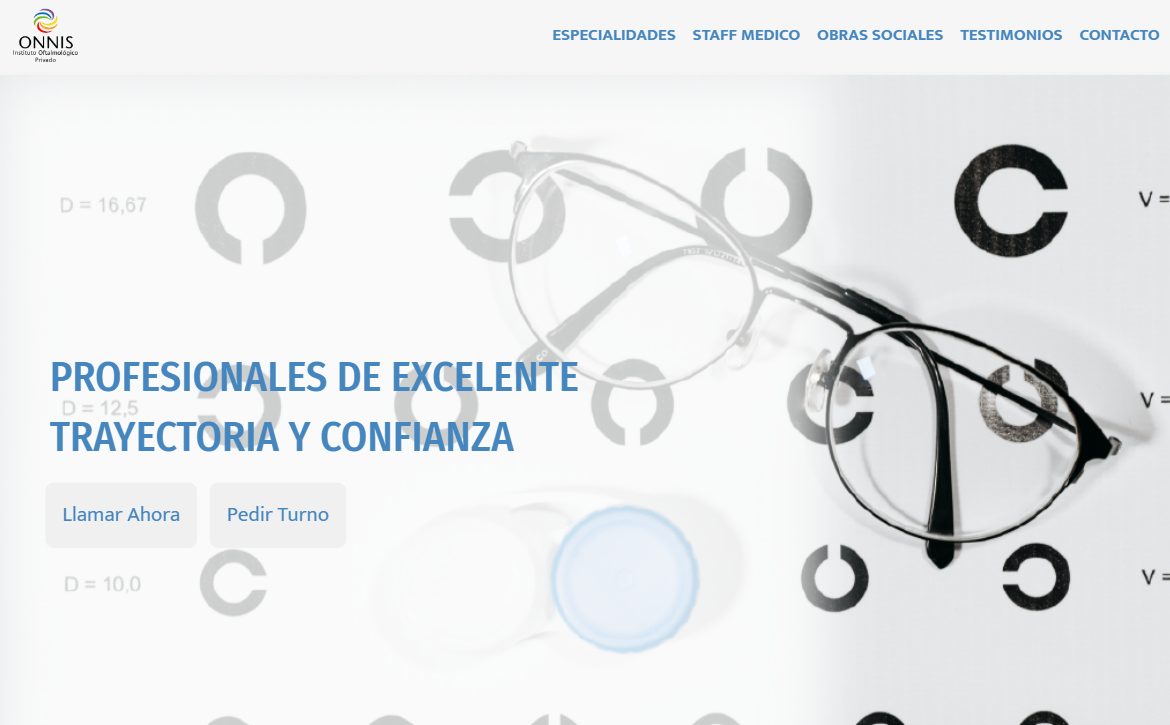 ONNIS
Instituto Oftalmológico
Privado
ESPECIALIDADES STAFF MEDICO OBRAS SOCIALES TESTIMONIOS CONTACTO
D = 16,67
V =
PROFESIONALES DE EXCELENTE
D = 12,5
V =
TRAYECTORIA Y CONFIANZA
Llamar Ahora Pedir Turno
D = 10,0
V =